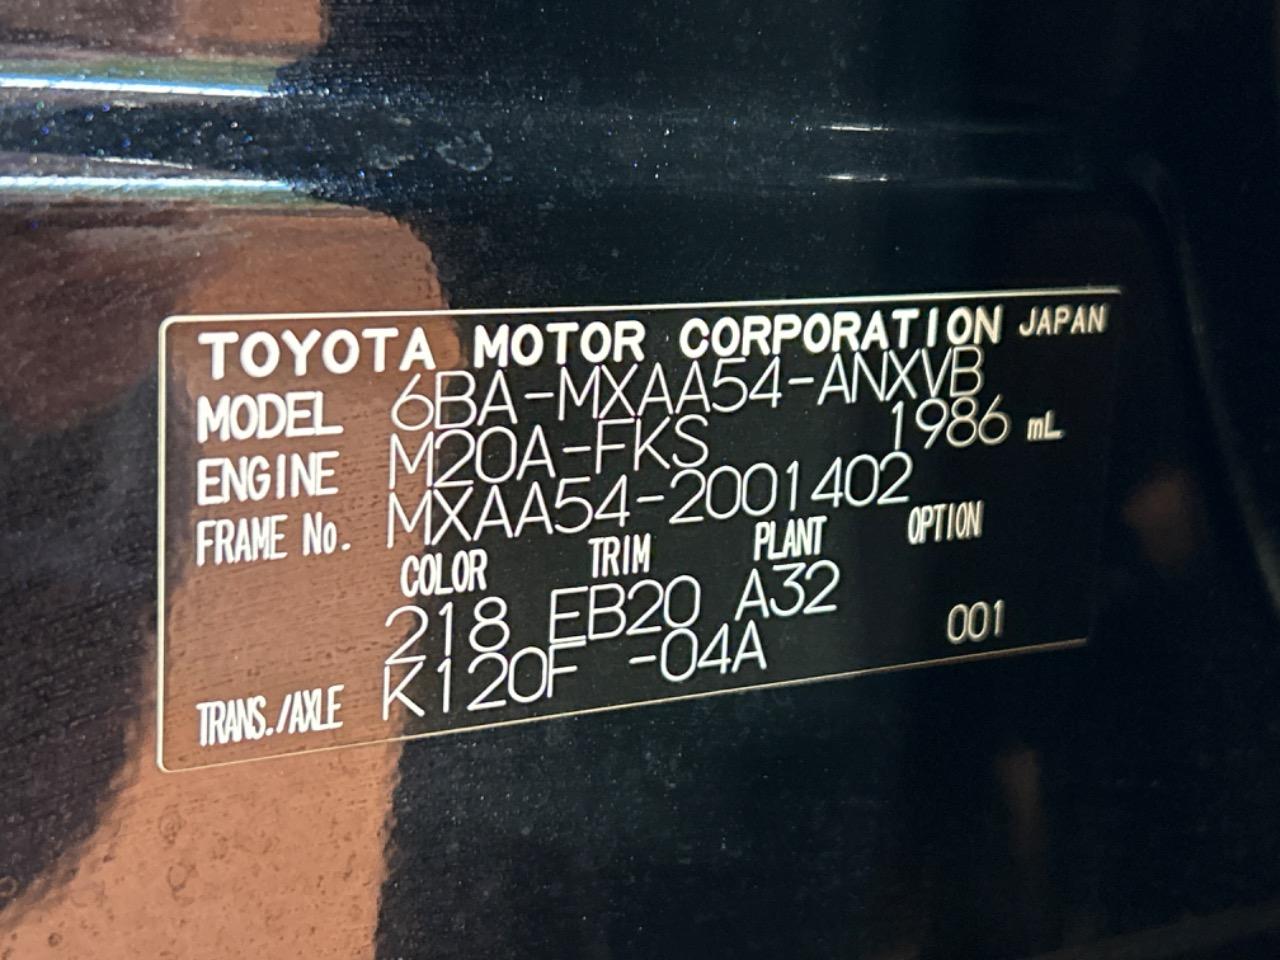 TOYOTA MOTOR CORPORATION JAPAN
MODEL 6BA-MXAA54-ANXVB
ENGINE M20A-FKS 1986 mL
FRAME No. MXAA54-2001402
COLOR TRIM PLANT OPTION
218 EB20 A32
TRANS./AXLE K120F -04A 001